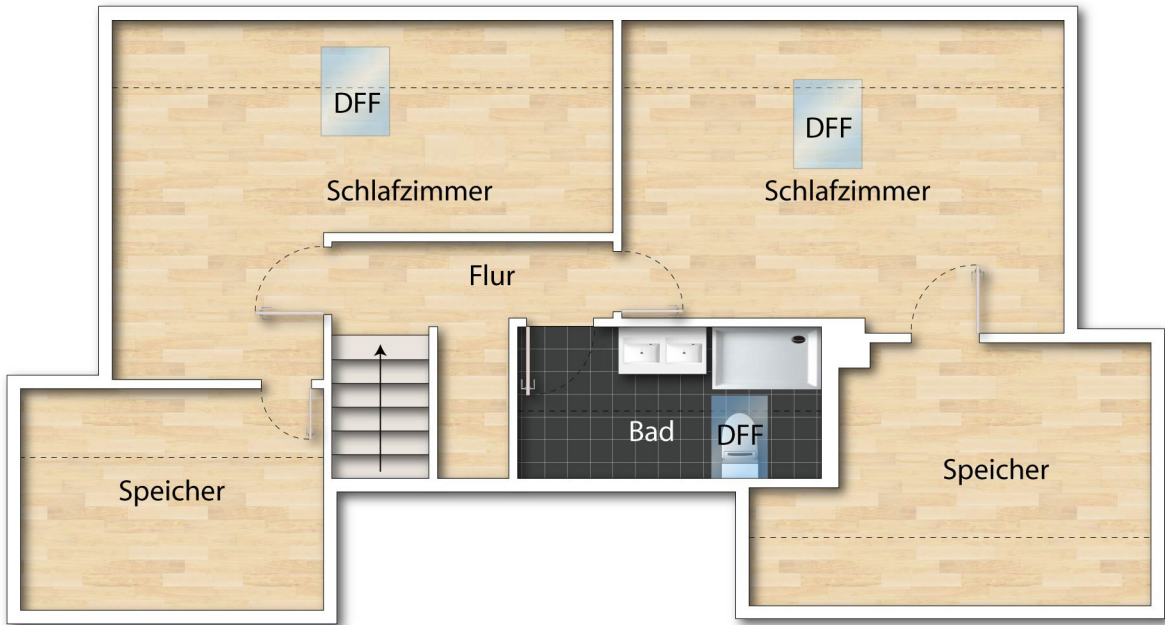 DFF
DFF
Schlafzimmer
Schlafzimmer
Flur
Bad
DFF
Speicher
Speicher